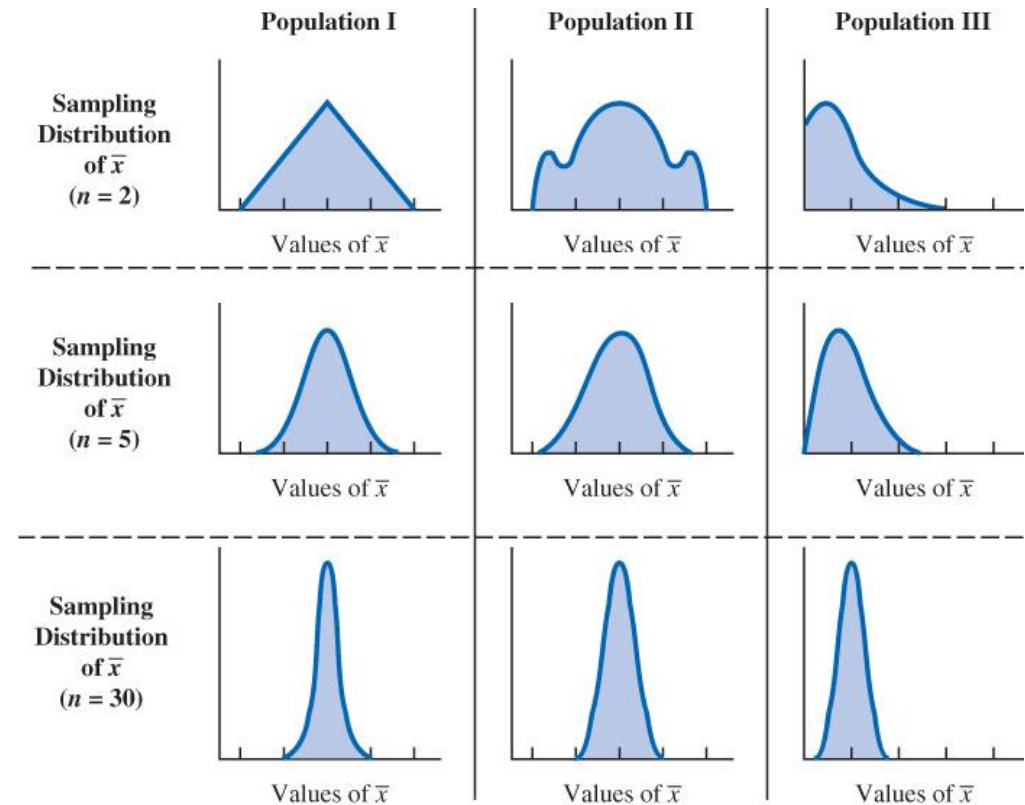 Population I
Population II
Population III
Sampling
Distribution
of x̅
(n = 2)
Values of x̅
Values of x̅
Values of x̅
Sampling
Distribution
of x̅
(n = 5)
Values of x̅
Values of x̅
Values of x̅
Sampling
Distribution
of x̅
(n = 30)
Values of x̅
Values of x̅
Values of x̅